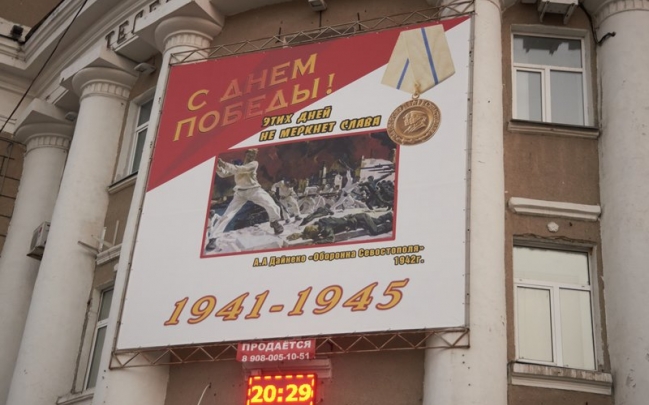 С ДНЕМ
ПОБЕДЫ!
ЭТИХ ДНЕЙ
НЕ МЕРКНЕТ СЛАВА
А.А Дайнека «Оборона Севастополя»
1942г.
1941-1945
ПРОДАЁТСЯ
8 908-005-10-51
20:29